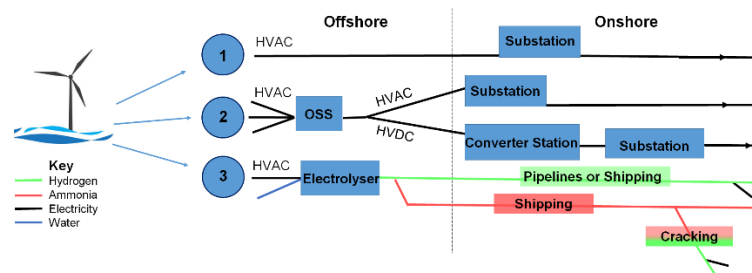 Offshore
Onshore
1
HVAC
Substation
2
HVAC
OSS
HVAC
HVDC
Substation
Converter Station
Substation
3
HVAC
Electrolyser
Pipelines or Shipping
Shipping
Cracking
Key
Hydrogen
Ammonia
Electricity
Water